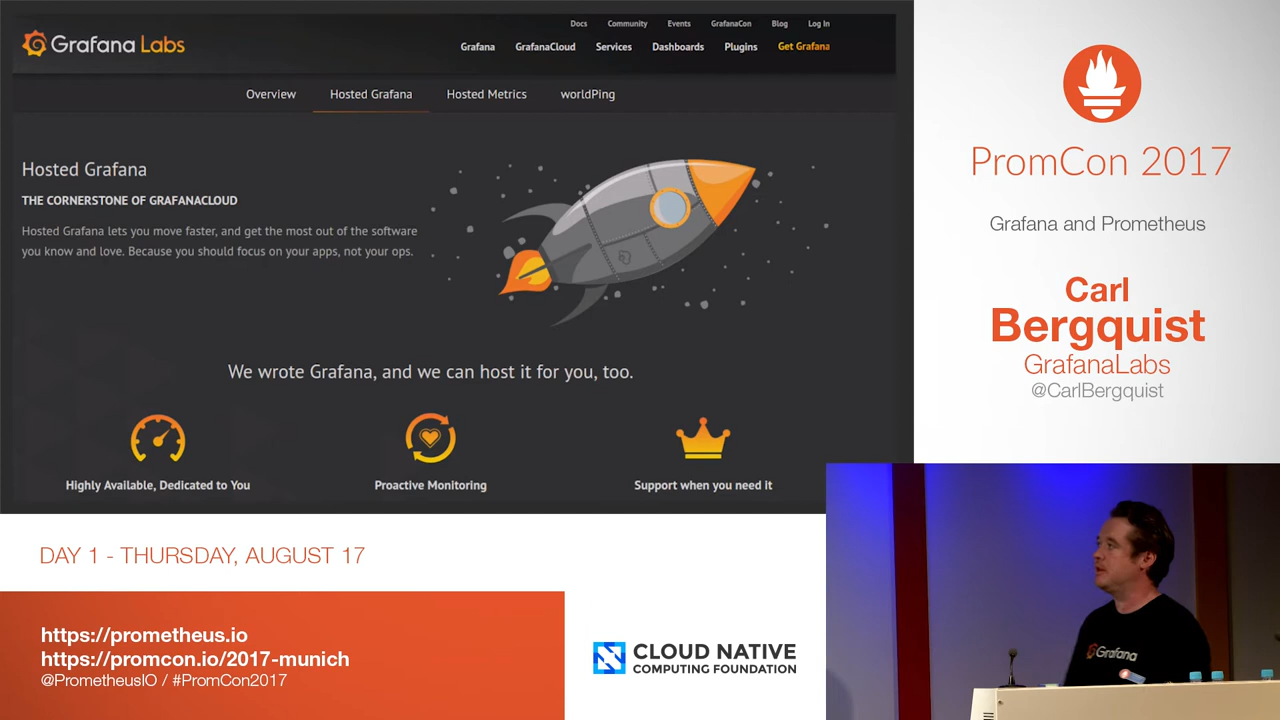 Docs Community Events GrafanaCon Blog Log In
Grafana Labs
Grafana GrafanaCloud Services Dashboards Plugins Get Grafana
Overview Hosted Grafana Hosted Metrics worldPing
Hosted Grafana
THE CORNERSTONE OF GRAFANACLOUD
Hosted Grafana lets you move faster, and get the most out of the software
you know and love. Because you should focus on your apps, not your ops.
We wrote Grafana, and we can host it for you, too.
Highly Available, Dedicated to You
Proactive Monitoring
Support when you need it
PromCon 2017
Grafana and Prometheus
Carl
Bergquist
GrafanaLabs
@CarlBergquist
DAY 1 - THURSDAY, AUGUST 17
https://prometheus.io
https://promcon.io/2017-munich
@PrometheusIO / #PromCon2017
CLOUD NATIVE
COMPUTING FOUNDATION
Grafana